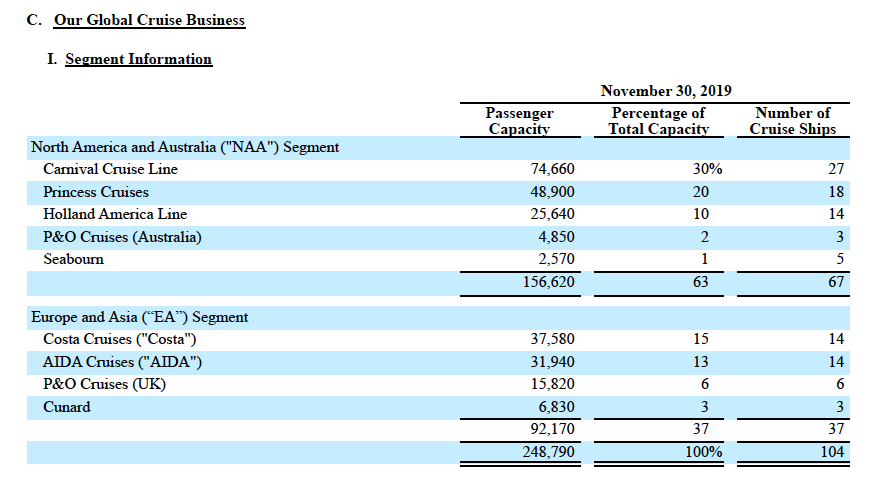 C. Our Global Cruise Business
I. Segment Information
November 30, 2019
Passenger Capacity Percentage of Total Capacity Number of Cruise Ships
North America and Australia ("NAA") Segment
Carnival Cruise Line 74,660 30% 27
Princess Cruises 48,900 20 18
Holland America Line 25,640 10 14
P&O Cruises (Australia) 4,850 2 3
Seabourn 2,570 1 5
156,620 63 67
Europe and Asia (“EA”) Segment
Costa Cruises ("Costa") 37,580 15 14
AIDA Cruises ("AIDA") 31,940 13 14
P&O Cruises (UK) 15,820 6 6
Cunard 6,830 3 3
92,170 37 37
248,790 100% 104